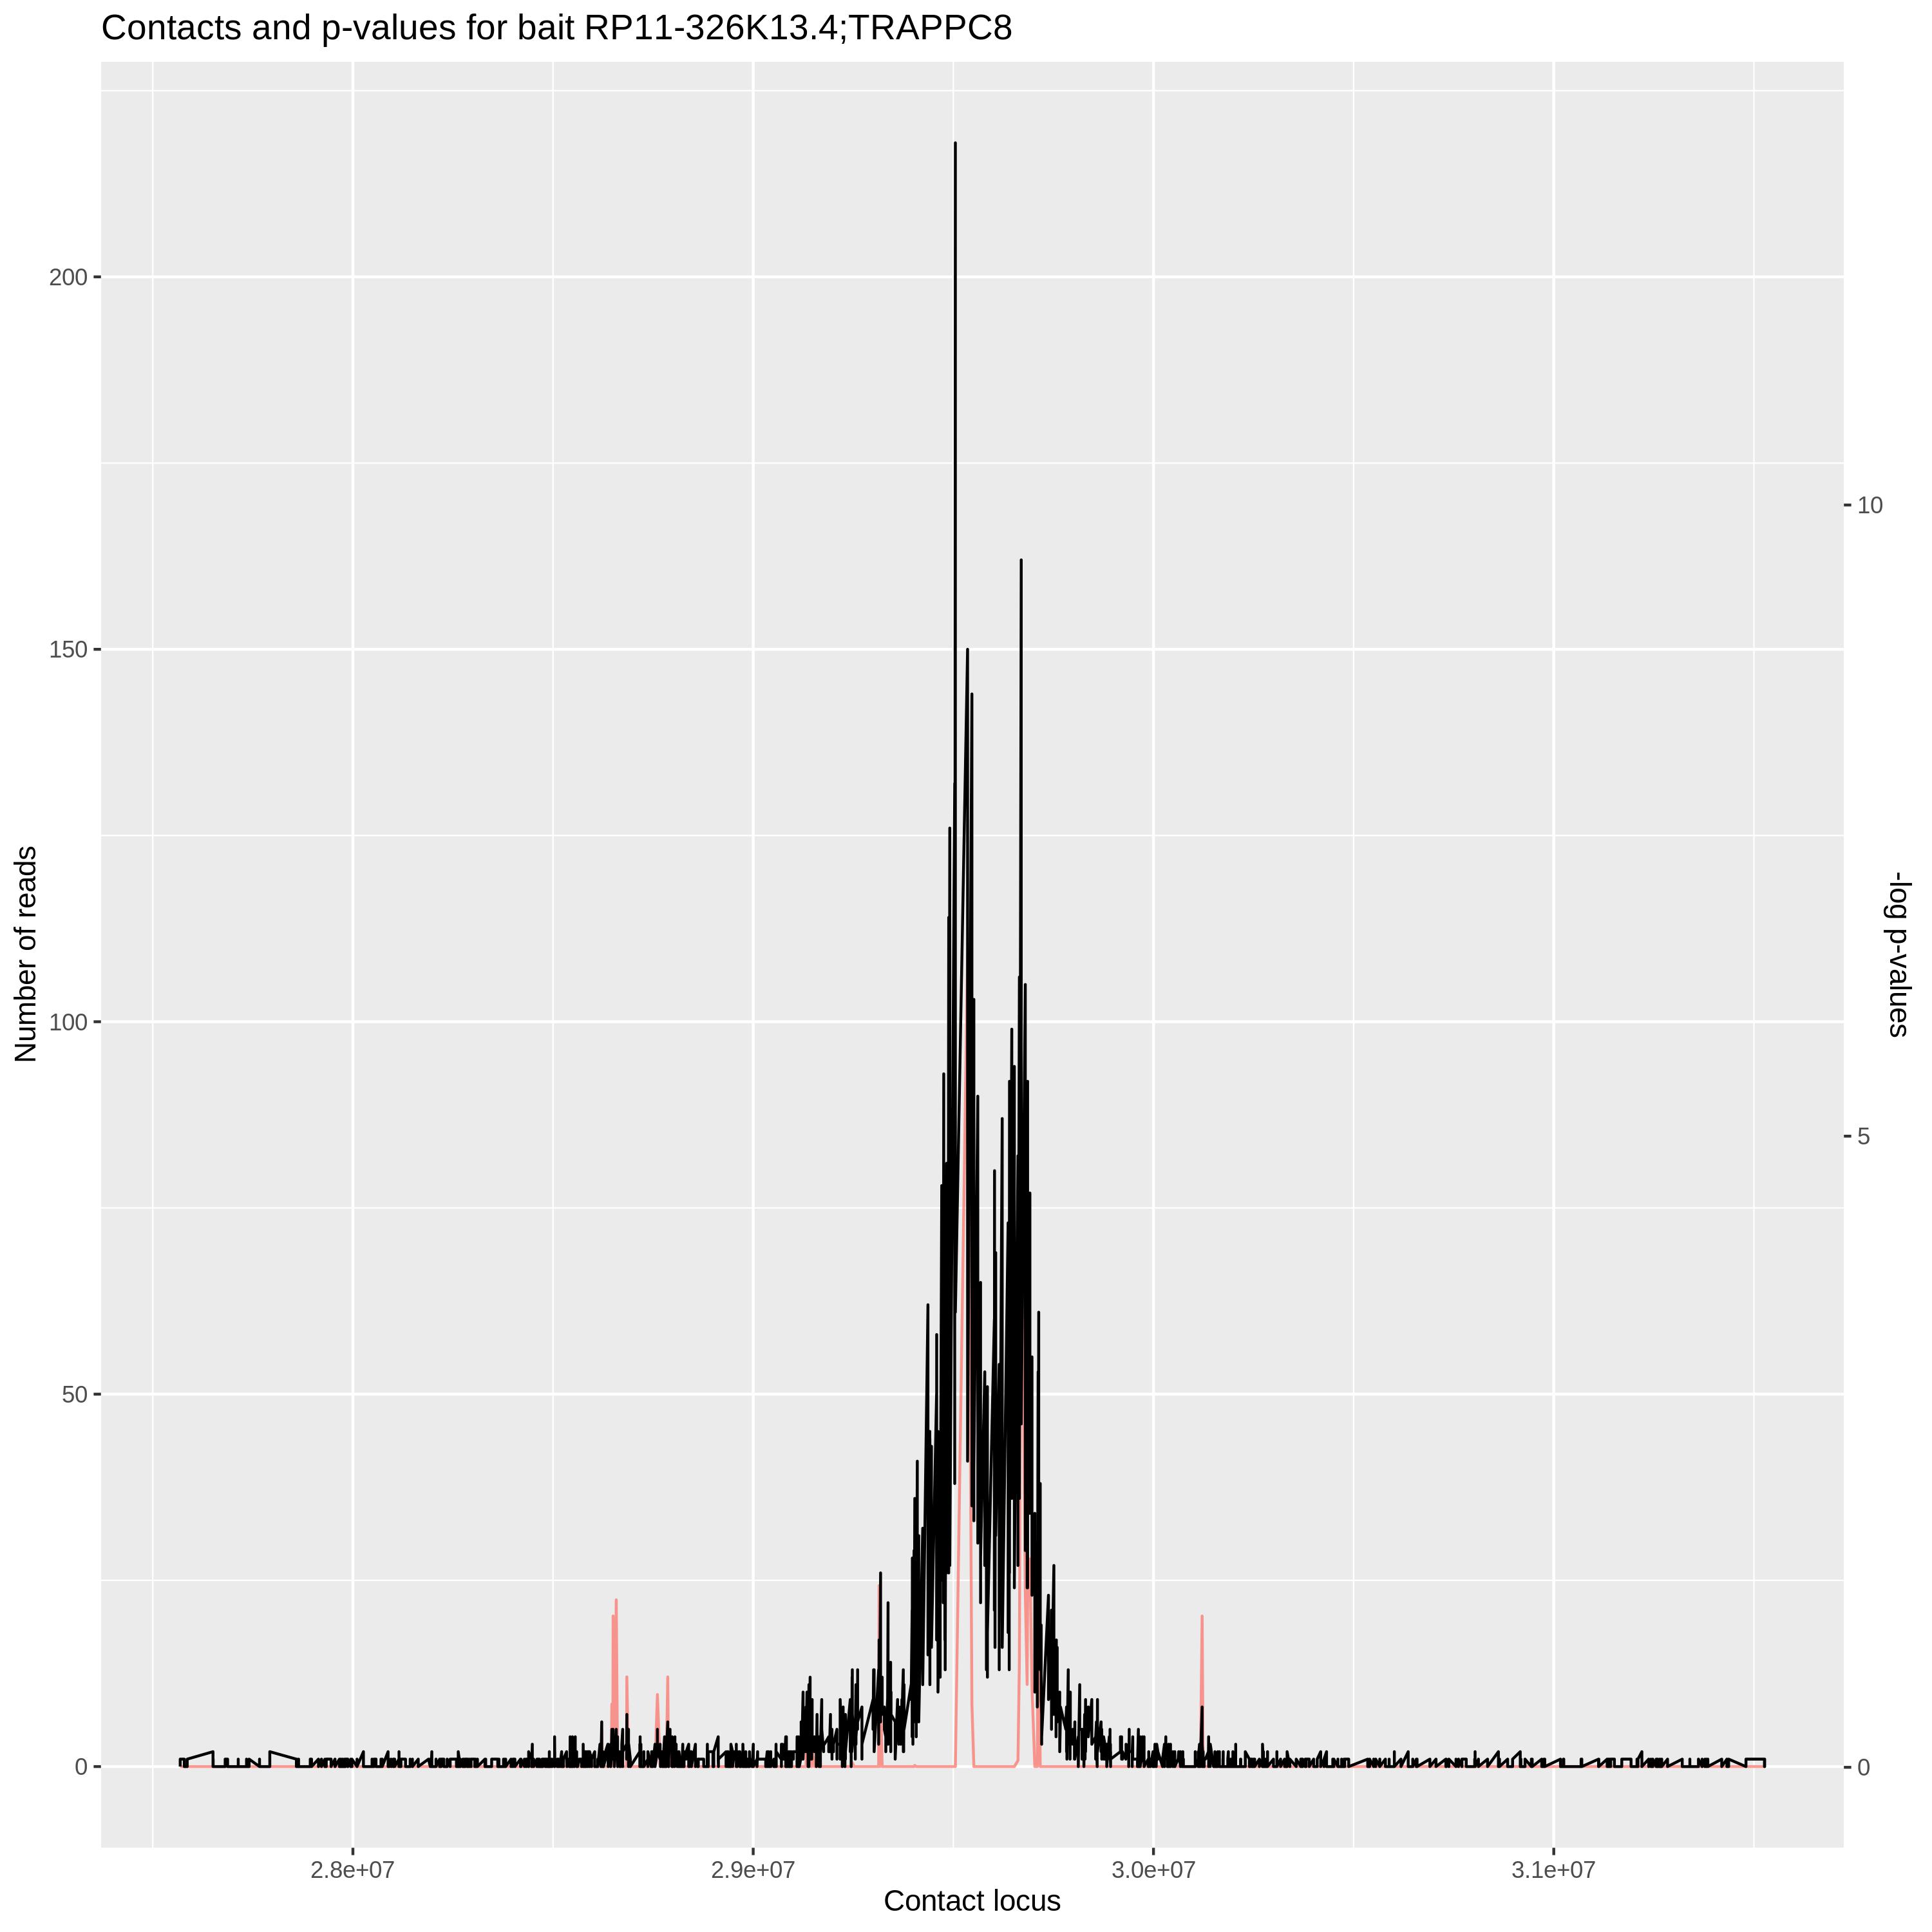 Contacts and p-values for bait RP11-326K13.4;TRAPPC8
200
150
100
50
0
Number of reads
10
5
0
-log p-values
2.8e+07
2.9e+07
3.0e+07
3.1e+07
Contact locus